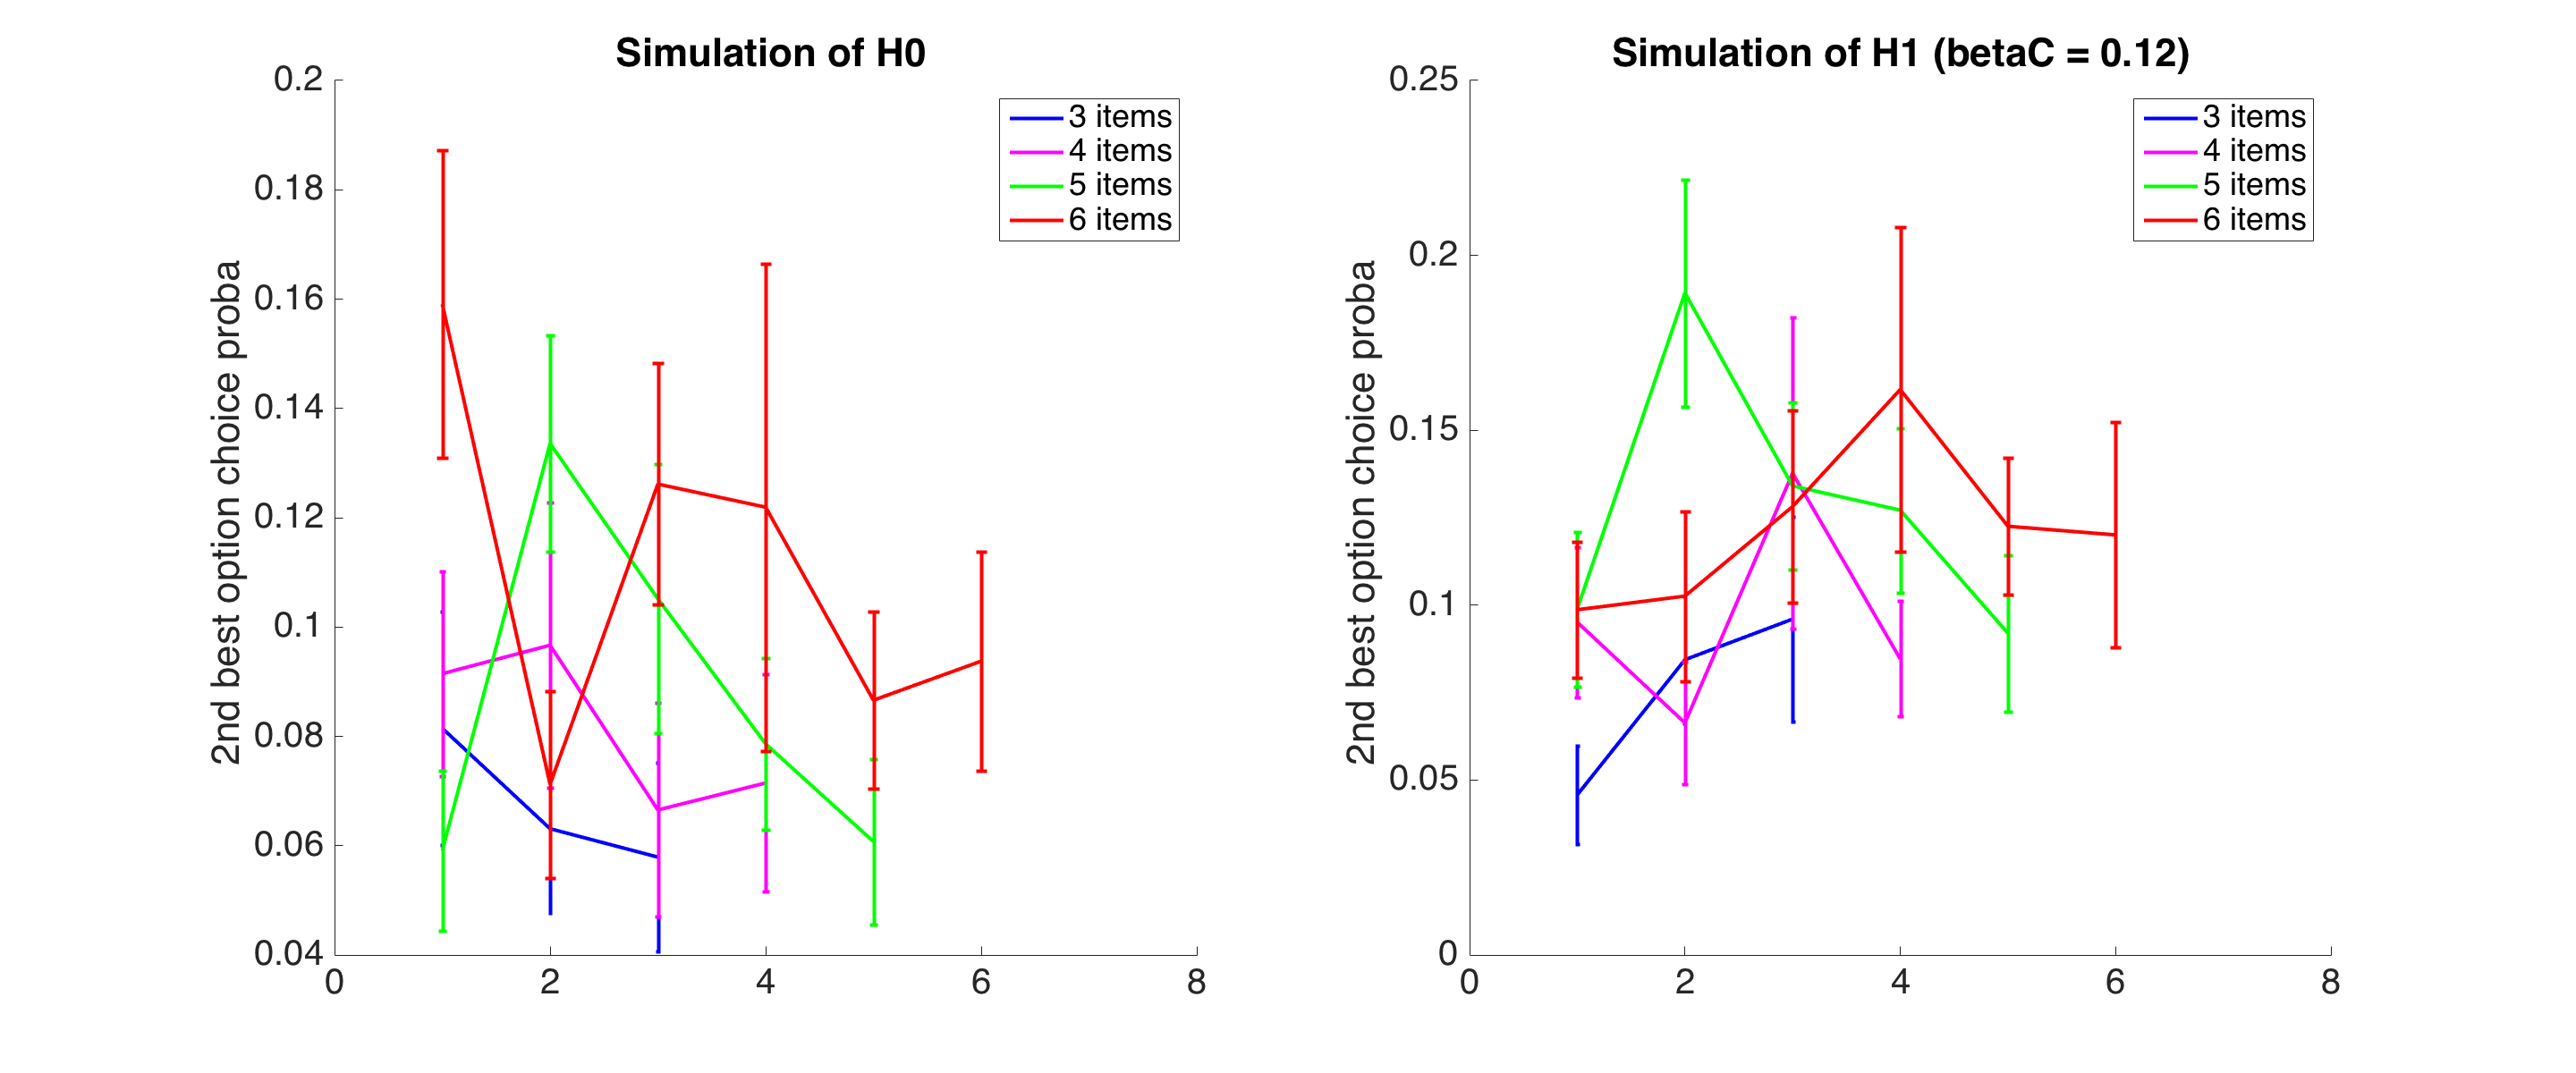 Simulation of H0
2nd best option choice proba
0.2
0.18
0.16
0.14
0.12
0.1
0.08
0.06
0.04
0 2 4 6 8
3 items
4 items
5 items
6 items
Simulation of H1 (betaC = 0.12)
2nd best option choice proba
0.25
0.2
0.15
0.1
0.05
0
0 2 4 6 8
3 items
4 items
5 items
6 items